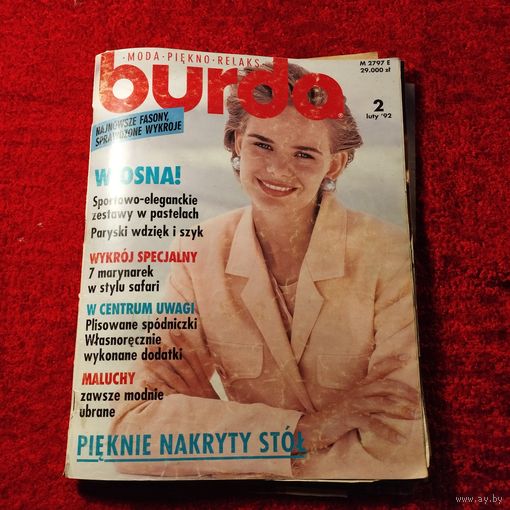 ·MODA·PIĘKNO·RELAKS·
burda
M 2797 E
29.000 zł
2
luty '92
NAJNOWSZE FASONY,
SPRAWDZONE WYKROJE
WIOSNA!
Sportowo-eleganckie
zestawy w pastelach
Paryski wdzięk i szyk
WYKRÓJ SPECJALNY
7 marynarek
w stylu safari
W CENTRUM UWAGI
Plisowane spódniczki
Własnoręcznie
wykonane dodatki
MALUCHY
zawsze modnie
ubrane
PIĘKNIE NAKRYTY STÓŁ
www.ay.by